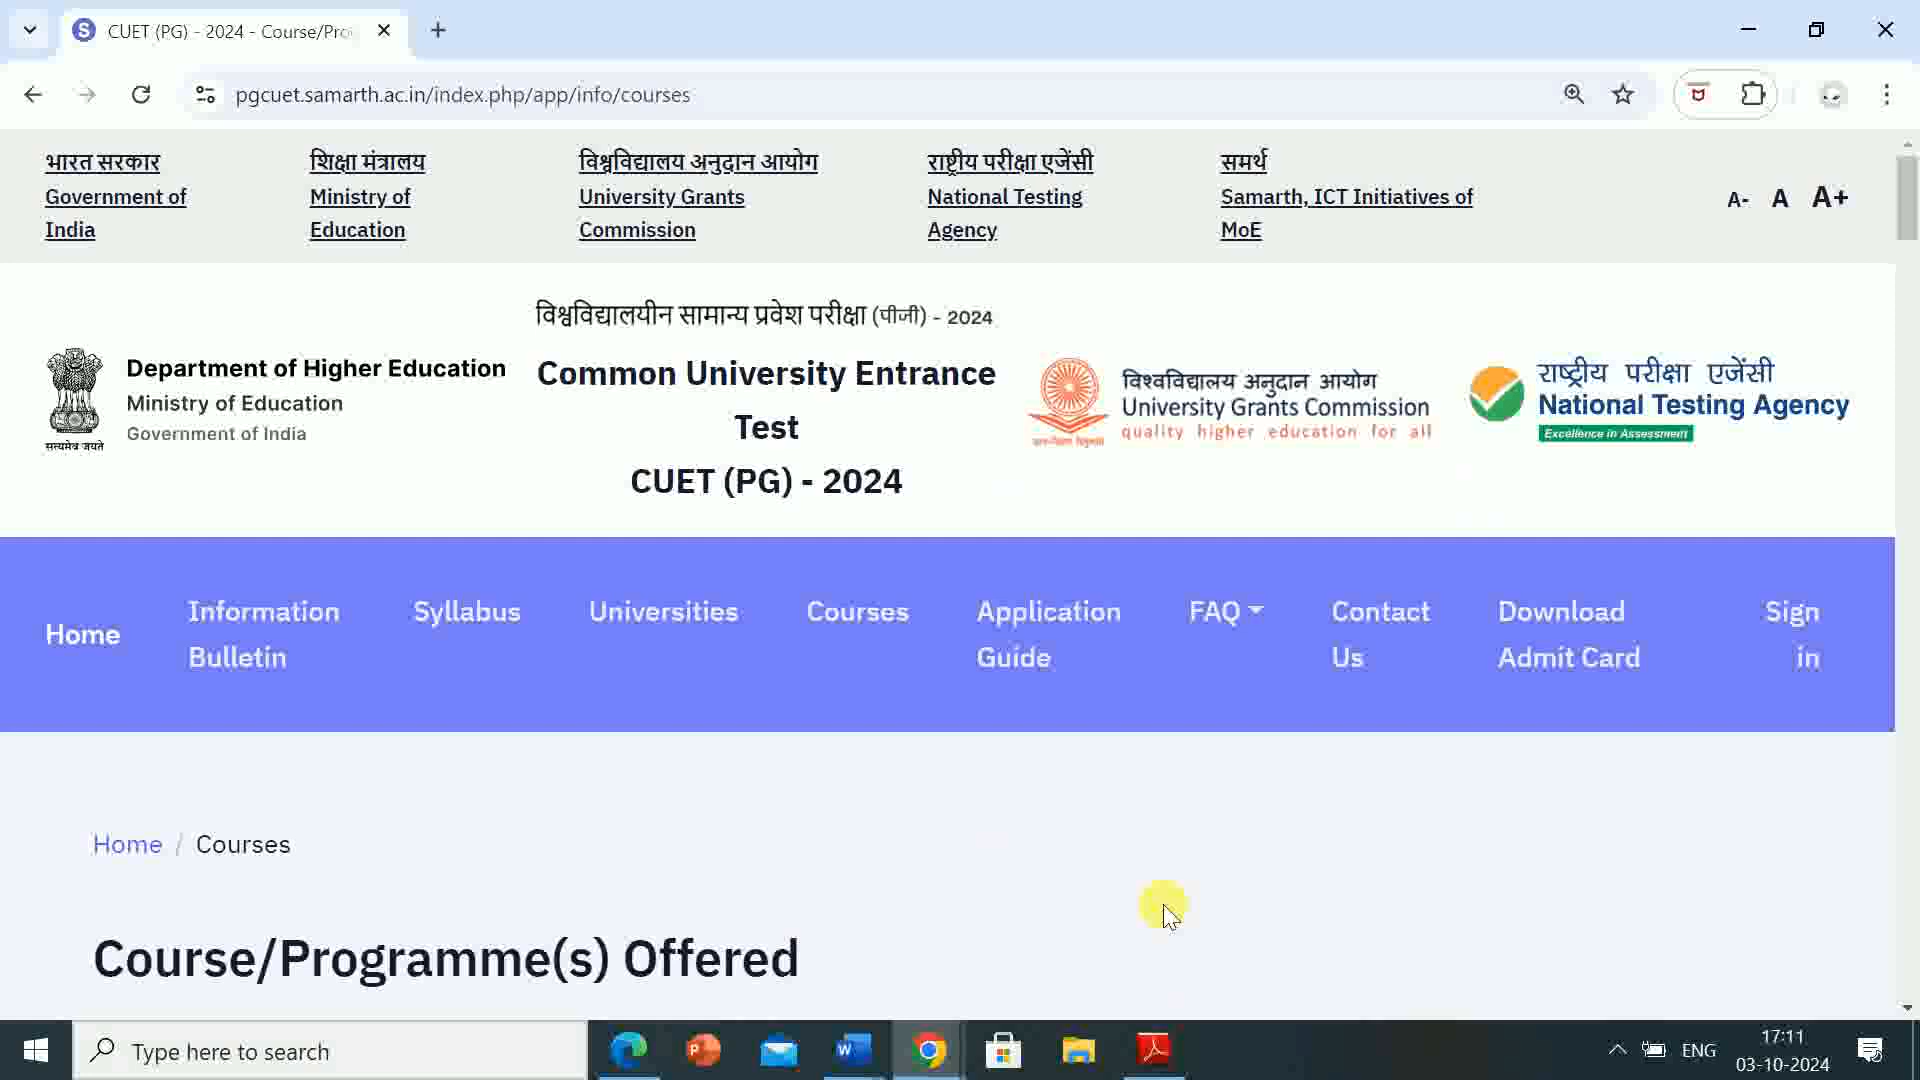 CUET (PG) - 2024 - Course/Pro
pgcuet.samarth.ac.in/index.php/app/info/courses
भारत सरकार
Government of
India
शिक्षा मंत्रालय
Ministry of
Education
विश्वविद्यालय अनुदान आयोग
University Grants
Commission
राष्ट्रीय परीक्षा एजेंसी
National Testing
Agency
समर्थ
Samarth, ICT Initiatives of
MoE
A- A A+
सत्यमेव जयते
Department of Higher Education
Ministry of Education
Government of India
विश्वविद्यालयीन सामान्य प्रवेश परीक्षा (पीजी) - 2024
Common University Entrance
Test
CUET (PG) - 2024
विश्वविद्यालय अनुदान आयोग
University Grants Commission
quality higher education for all
राष्ट्रीय परीक्षा एजेंसी
National Testing Agency
Excellence in Assessment
Home
Information
Bulletin
Syllabus
Universities
Courses
Application
Guide
FAQ
Contact
Us
Download
Admit Card
Sign
in
Home / Courses
Course/Programme(s) Offered
Type here to search
ENG
17:11
03-10-2024